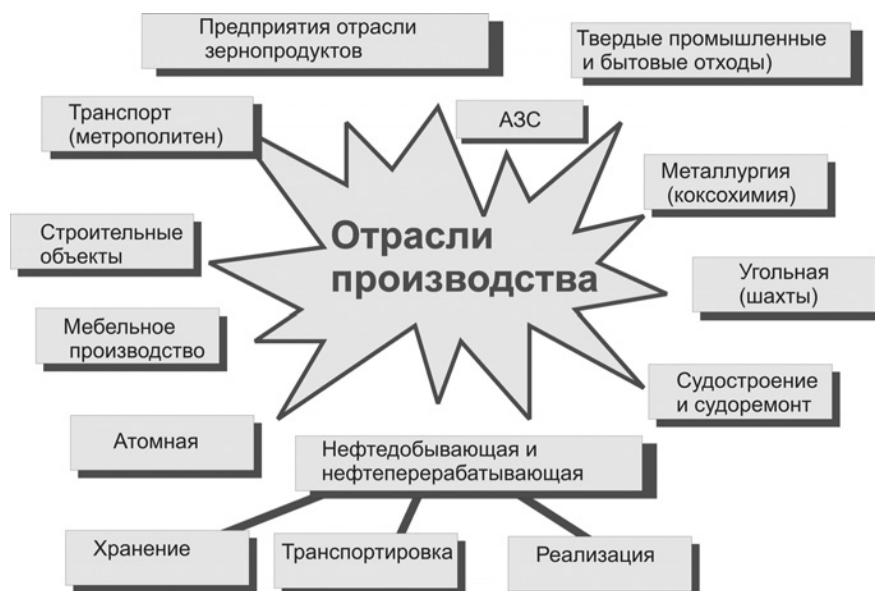 Предприятия отрасли
зернопродуктов
Твердые промышленные
и бытовые отходы)
Транспорт
(метрополитен)
АЗС
Металлургия
(коксохимия)
Строительные
объекты
Отрасли
производства
Угольная
(шахты)
Мебельное
производство
Судостроение
и судоремонт
Атомная
Нефтедобывающая и
нефтеперерабатывающая
Хранение
Транспортировка
Реализация